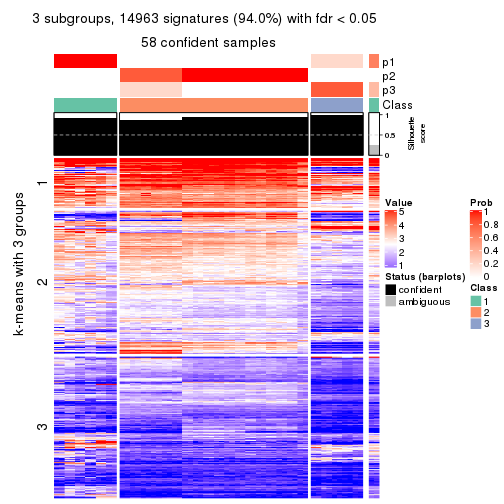 3 subgroups, 14963 signatures (94.0%) with fdr < 0.05
58 confident samples
p1
p2
p3
Class
1
0.5
0
Silhouette
score
k-means with 3 groups
1
2
3
Value
5
4
3
2
1
Status (barplots)
confident
ambiguous
Prob
1
0.8
0.6
0.4
0.2
0
Class
1
2
3